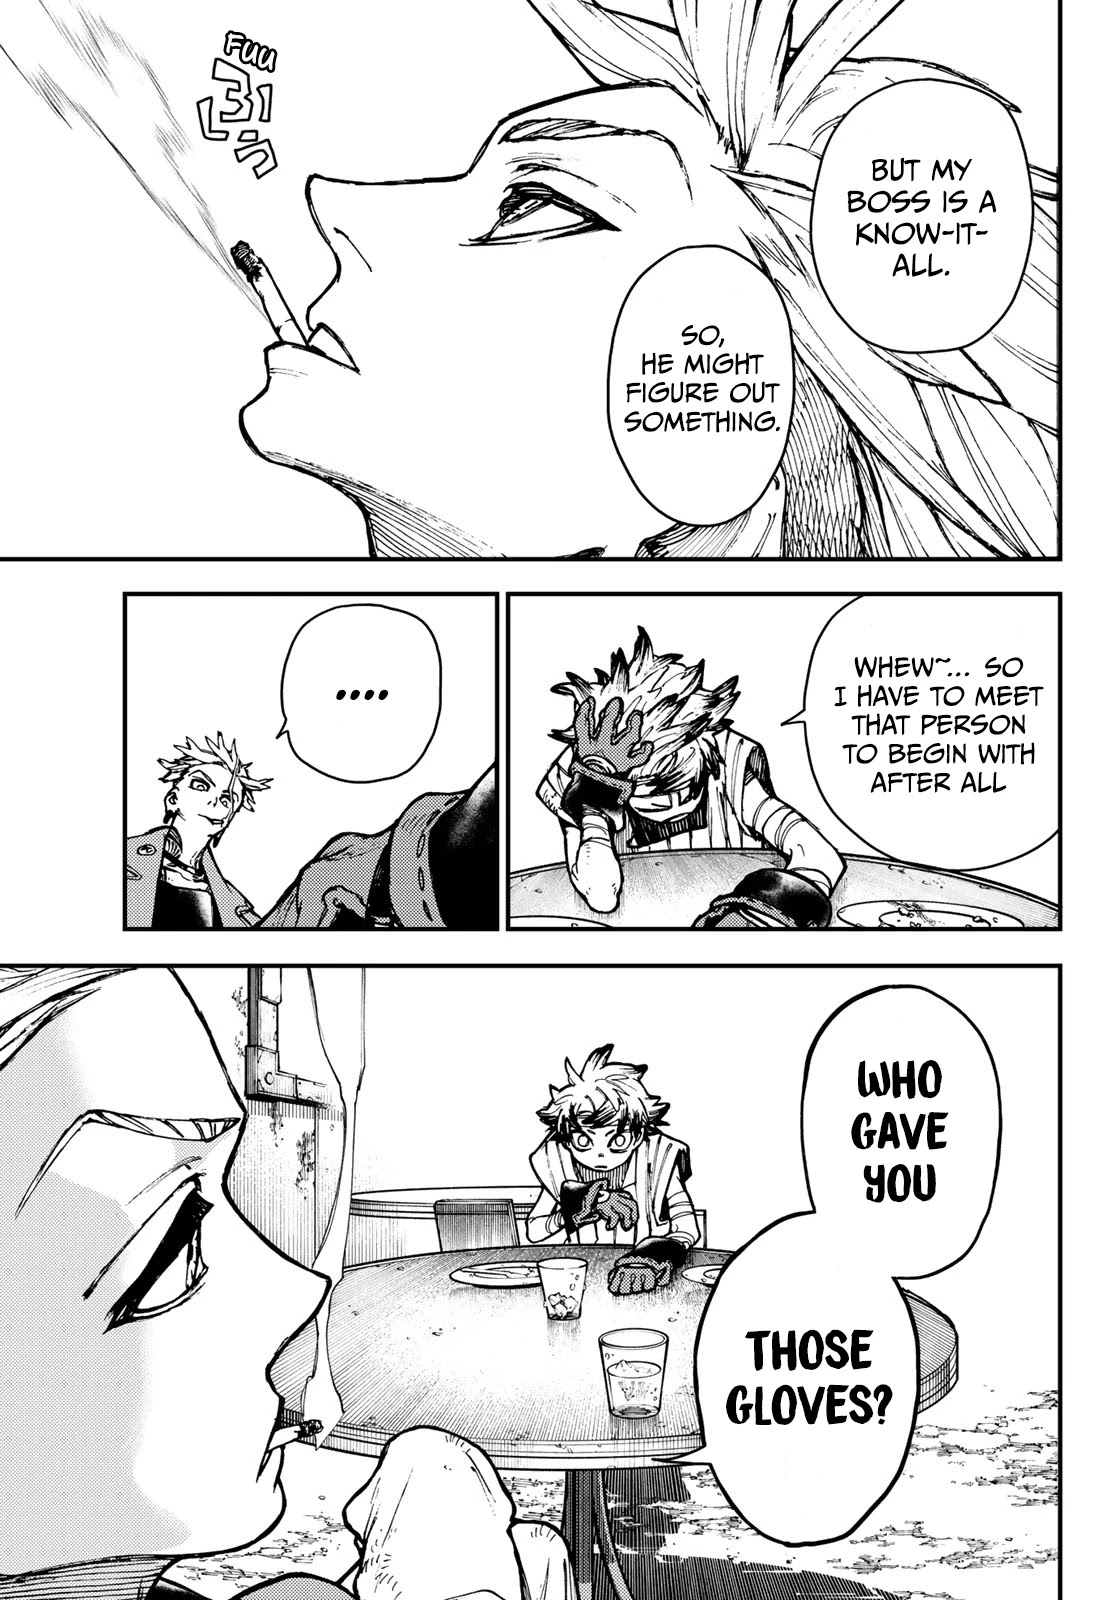 BUT MY
BOSS IS A
KNOW-IT-
ALL.
SO,
HE MIGHT
FIGURE OUT
SOMETHING.
FUU
ふぅっ
WHEW~... SO
I HAVE TO MEET
THAT PERSON
TO BEGIN WITH
AFTER ALL
....
WHO
GAVE
YOU
THOSE
GLOVES?